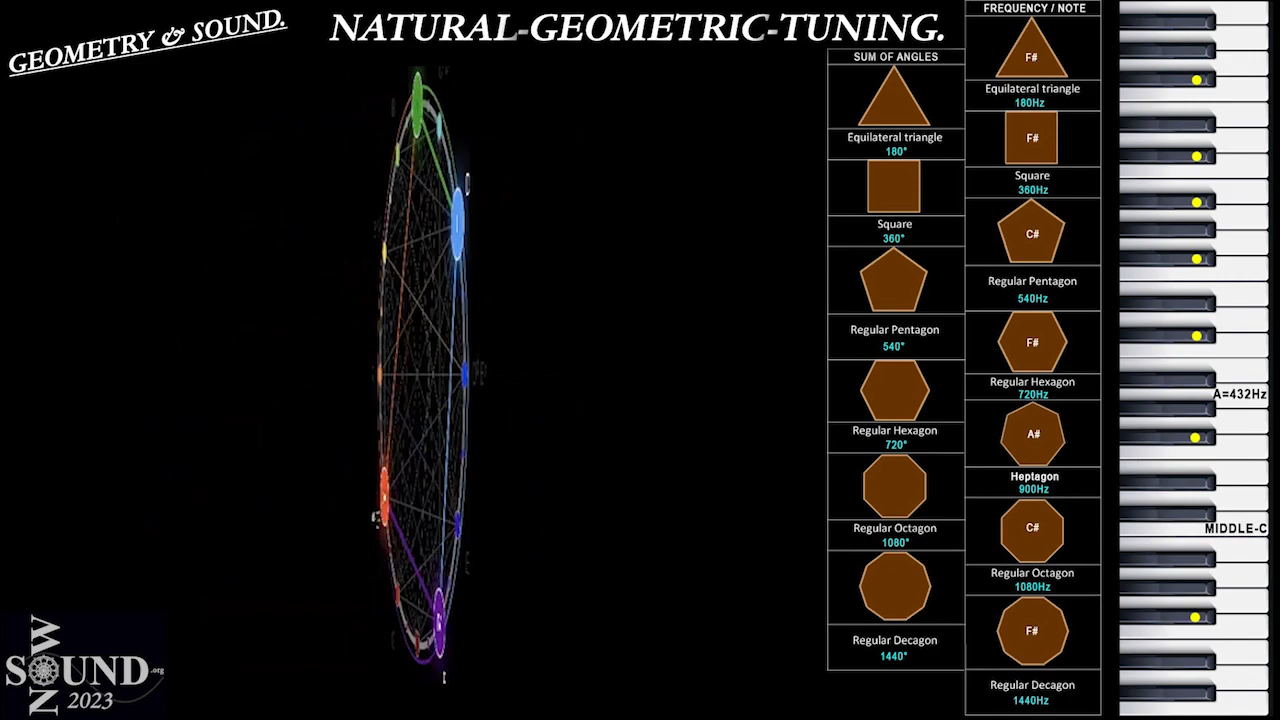 GEOMETRY & SOUND.
NATURAL-GEOMETRIC-TUNING.
SUM OF ANGLES
Equilateral triangle
180°
Square
360°
Regular Pentagon
540°
Regular Hexagon
720°
Regular Octagon
1080°
Regular Decagon
1440°
FREQUENCY / NOTE
F#
Equilateral triangle
180Hz
F#
Square
360Hz
C#
Regular Pentagon
540Hz
F#
Regular Hexagon
720Hz
A#
Heptagon
900Hz
C#
Regular Octagon
1080Hz
F#
Regular Decagon
1440Hz
A=432Hz
MIDDLE-C
NEW
SOUND.org
2023